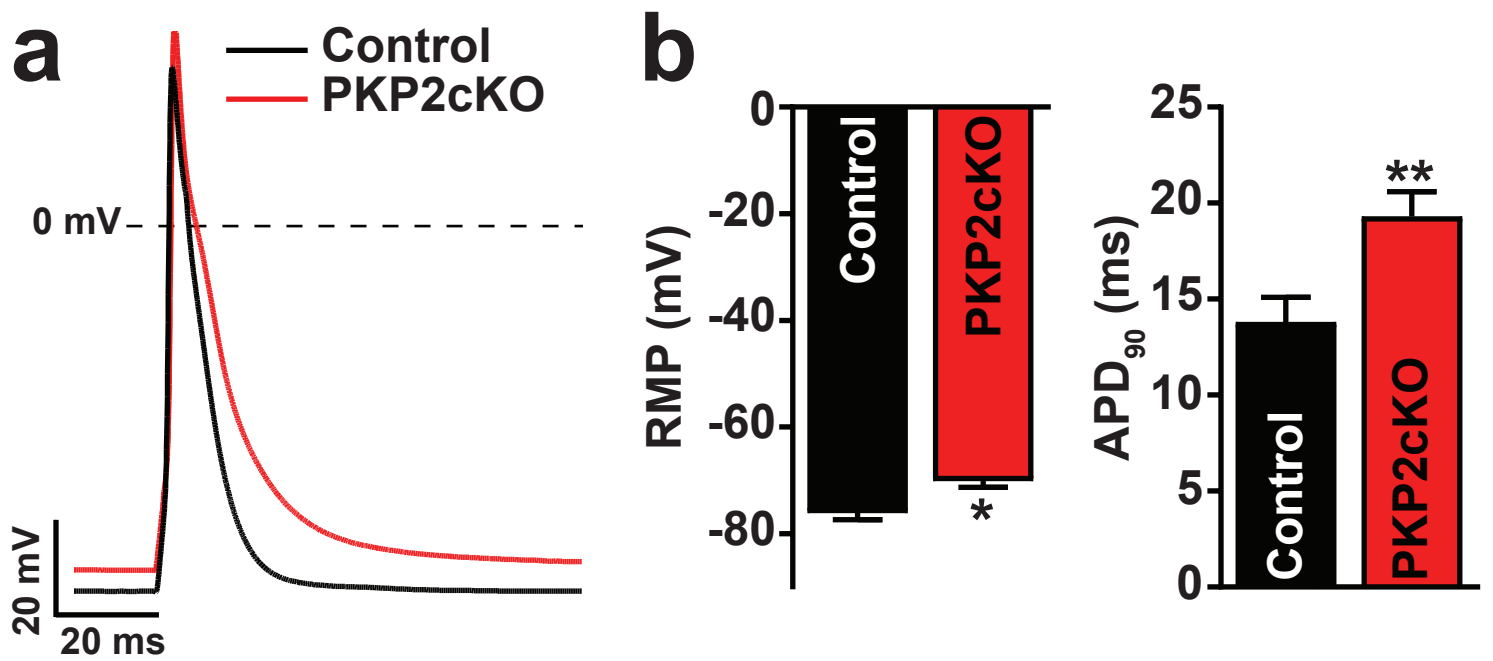 a
Control
PKP2cKO
0 mV
20 mV
20 ms
b
RMP (mV)
0
-20
-40
-60
-80
Control
PKP2cKO
*
APD90 (ms)
25
20
15
10
5
0
Control
PKP2cKO
**